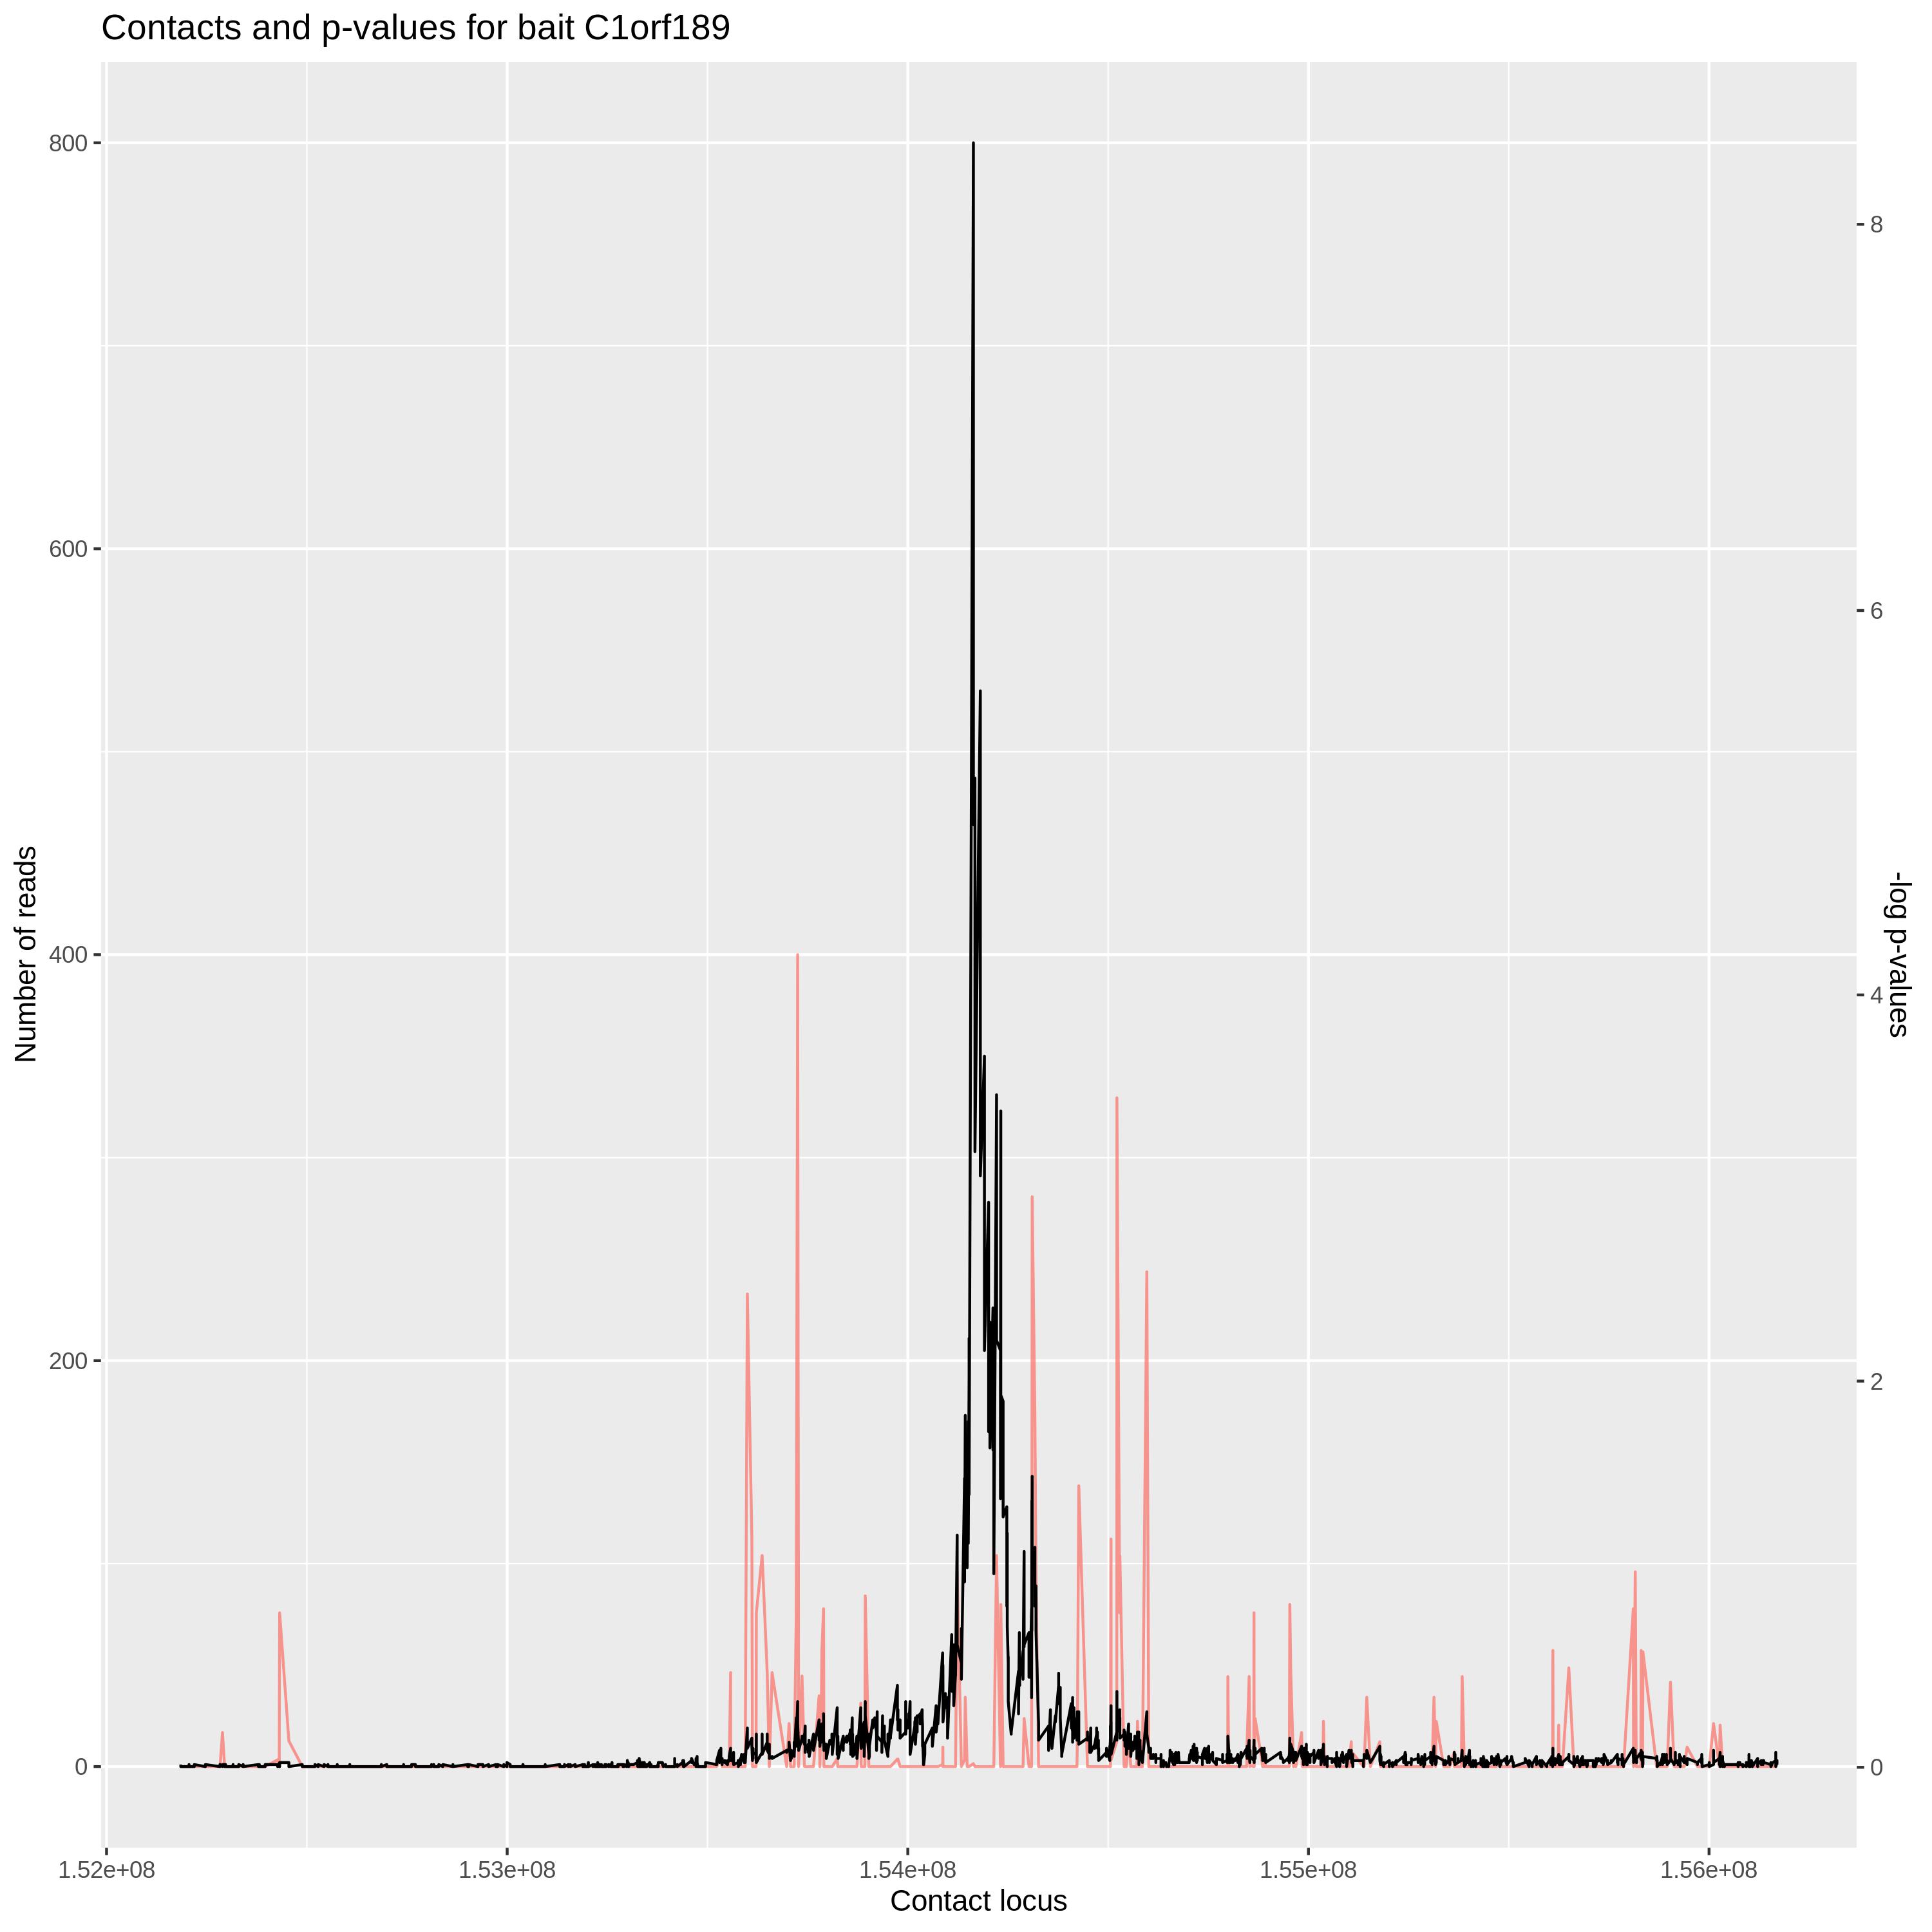 Contacts and p-values for bait C1orf189
800
600
400
200
0
Number of reads
8
6
4
2
0
-log p-values
1.52e+08 1.53e+08 1.54e+08 1.55e+08 1.56e+08
Contact locus